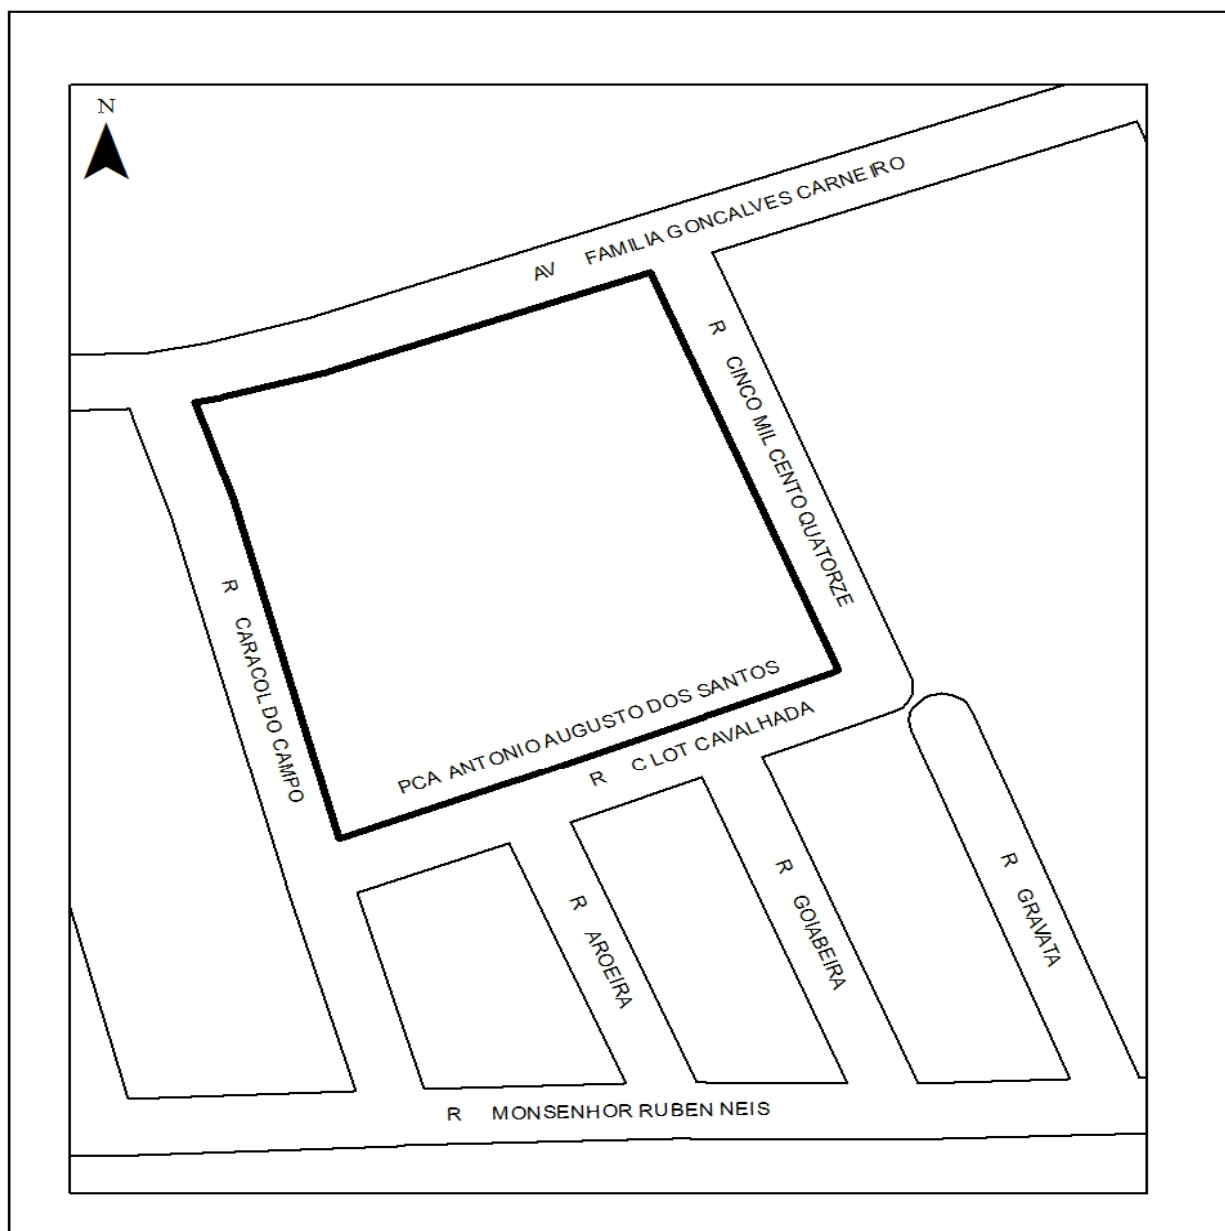 N
AV FAMILIA GONCALVES CARNEIRO
R CINCO MIL CENTO QUATORZE
R CARACOL DO CAMPO
PCA ANTONIO AUGUSTO DOS SANTOS
R C LOT CAVALHADA
R AROEIRA
R GOIABEIRA
R GRAVATA
R MONSENHOR RUBEN NEIS